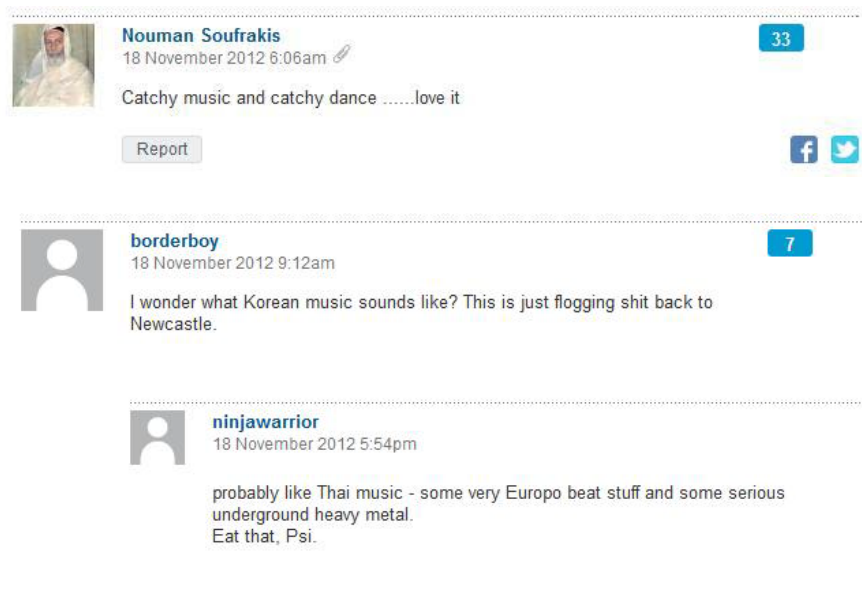 Nouman Soufrakis
33
18 November 2012 6:06am
Catchy music and catchy dance ......love it
Report
borderboy
7
18 November 2012 9:12am
I wonder what Korean music sounds like? This is just flogging shit back to
Newcastle.
ninjawarrior
18 November 2012 5:54pm
probably like Thai music - some very Europo beat stuff and some serious
underground heavy metal.
Eat that, Psi.